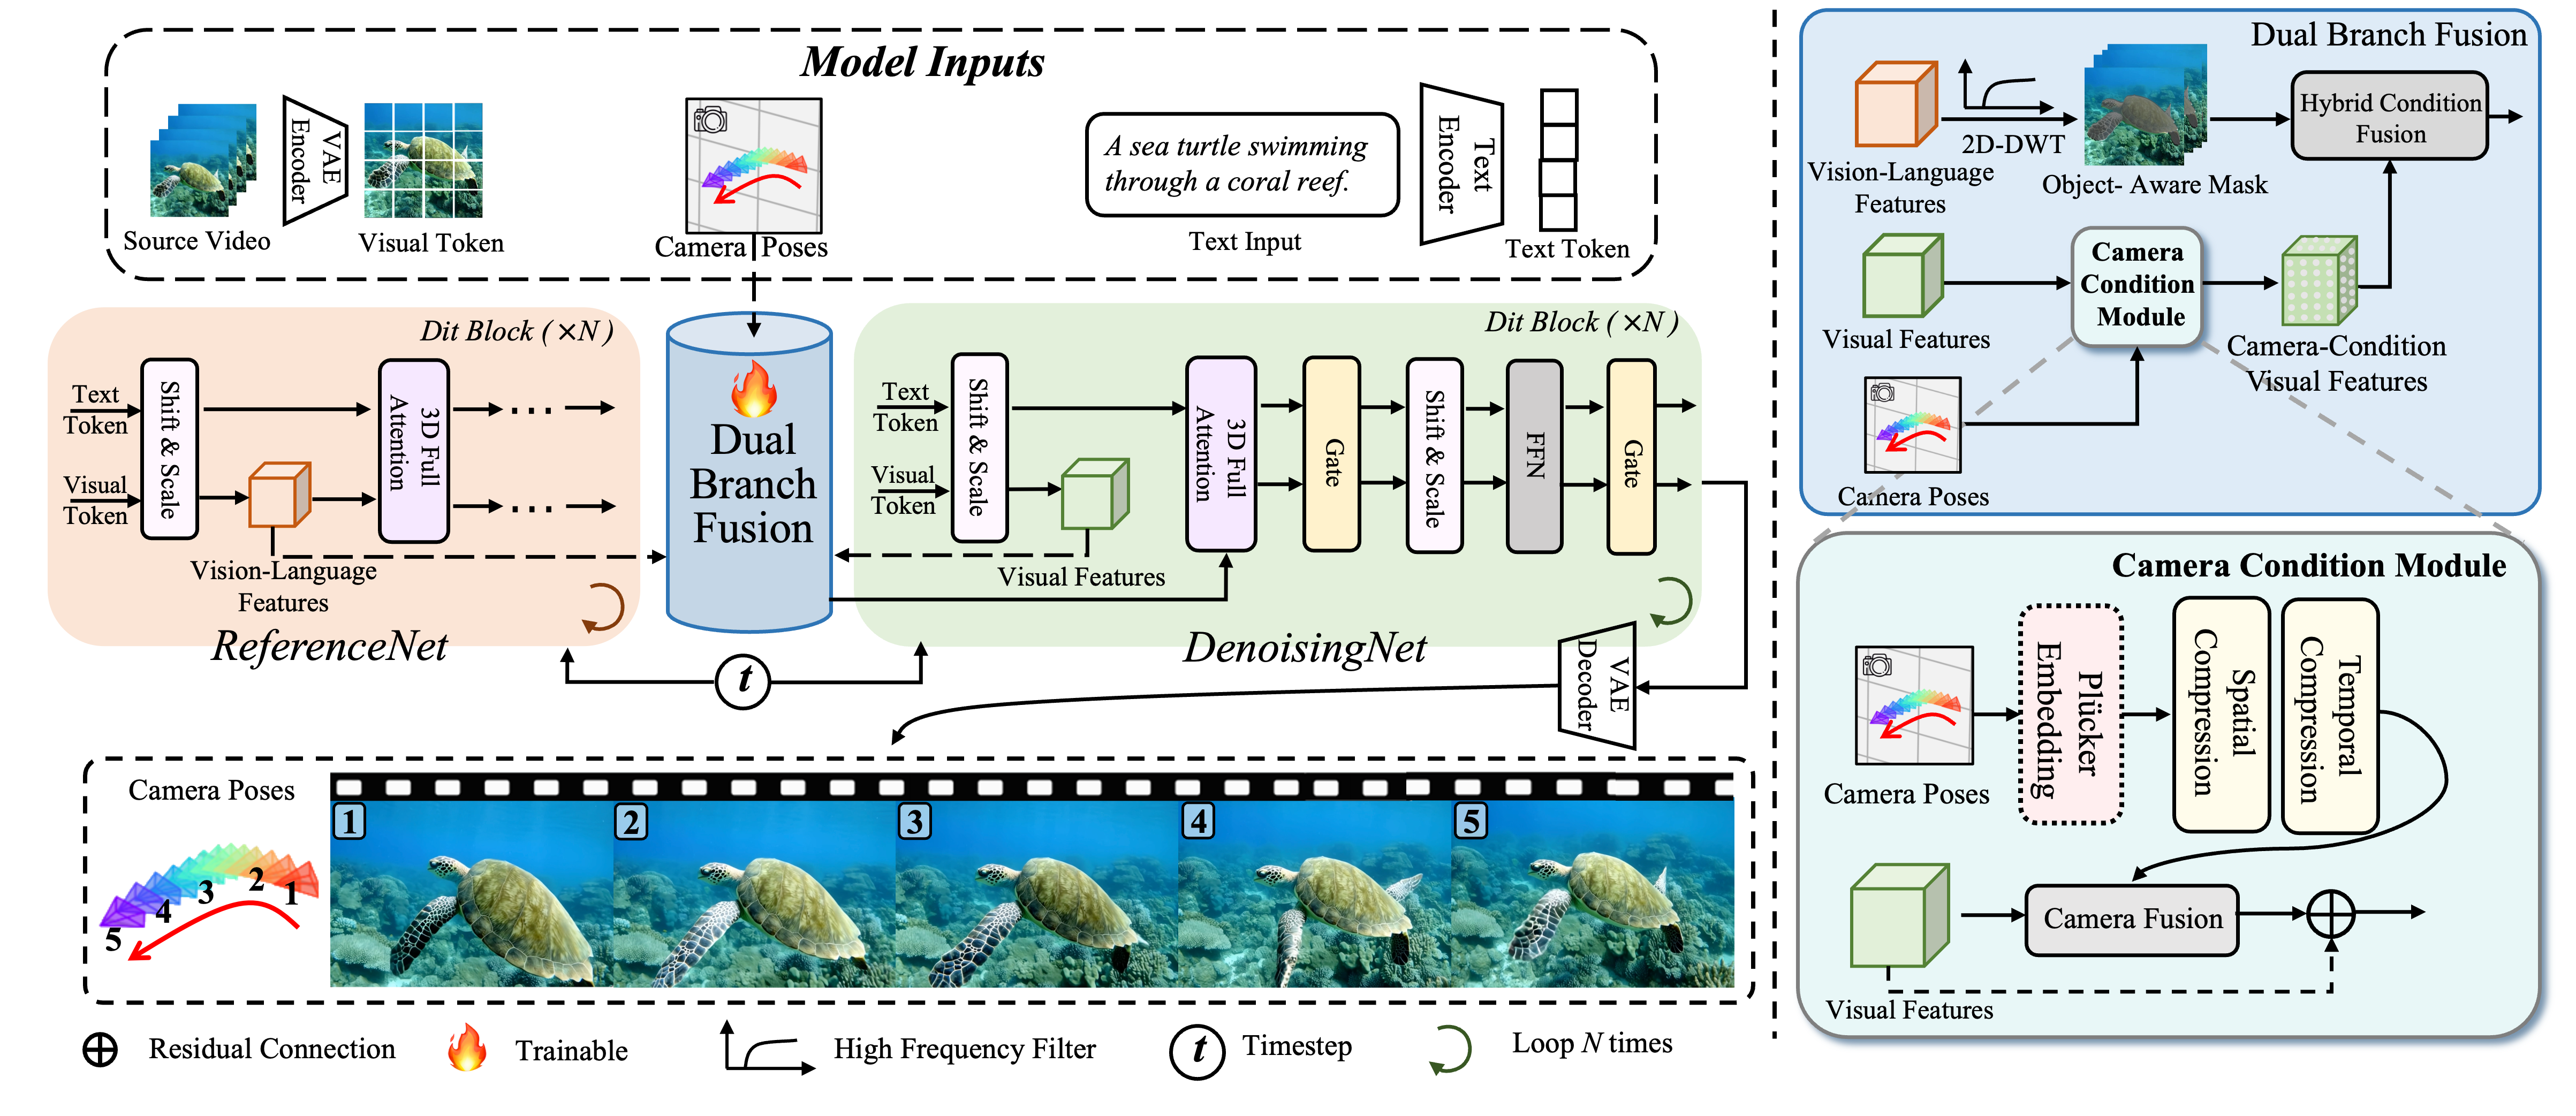 Model Inputs
VAE
Encoder
Source Video
Visual Token
Camera Poses
A sea turtle swimming
through a coral reef.
Text Input
Text
Encoder
Text Token
Dit Block (×N)
Text
Token
Visual
Token
Shift & Scale
3D Full
Attention
...
...
Vision-Language
Features
ReferenceNet
Dual
Branch
Fusion
t
Dit Block (×N)
Text
Token
Visual
Token
Shift & Scale
Visual Features
3D Full
Attention
Gate
Shift & Scale
FFN
Gate
DenoisingNet
VAE
Decoder
Camera Poses
1
2
3
4
5
1
2
3
4
5
Residual Connection
Trainable
High Frequency Filter
t
Timestep
Loop N times
Dual Branch Fusion
Vision-Language
Features
2D-DWT
Object- Aware Mask
Hybrid Condition
Fusion
Visual Features
Camera
Condition
Module
Camera-Condition
Visual Features
Camera Poses
Camera Condition Module
Camera Poses
Plücker
Embedding
Spatial
Compression
Temporal
Compression
Visual Features
Camera Fusion